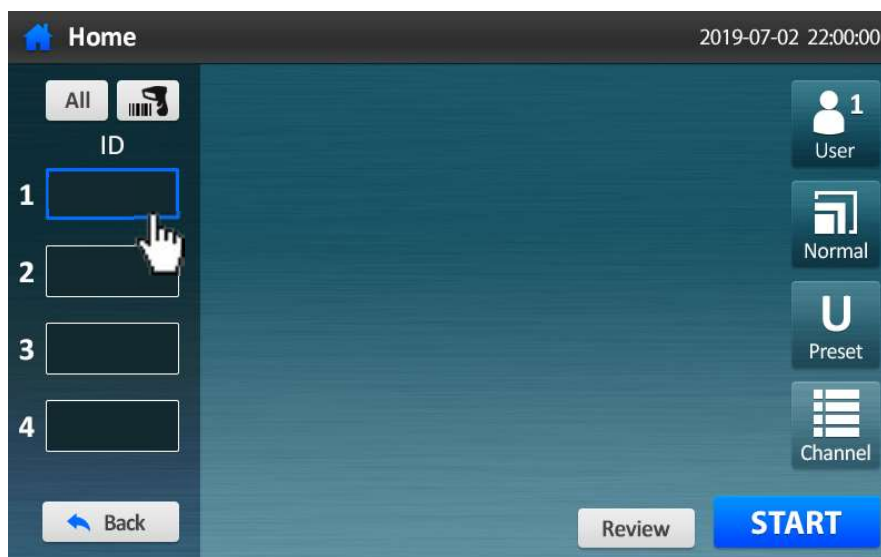 Home
2019-07-02 22:00:00
All
ID
1
2
3
4
Back
1
User
Normal
U
Preset
Channel
Review
START